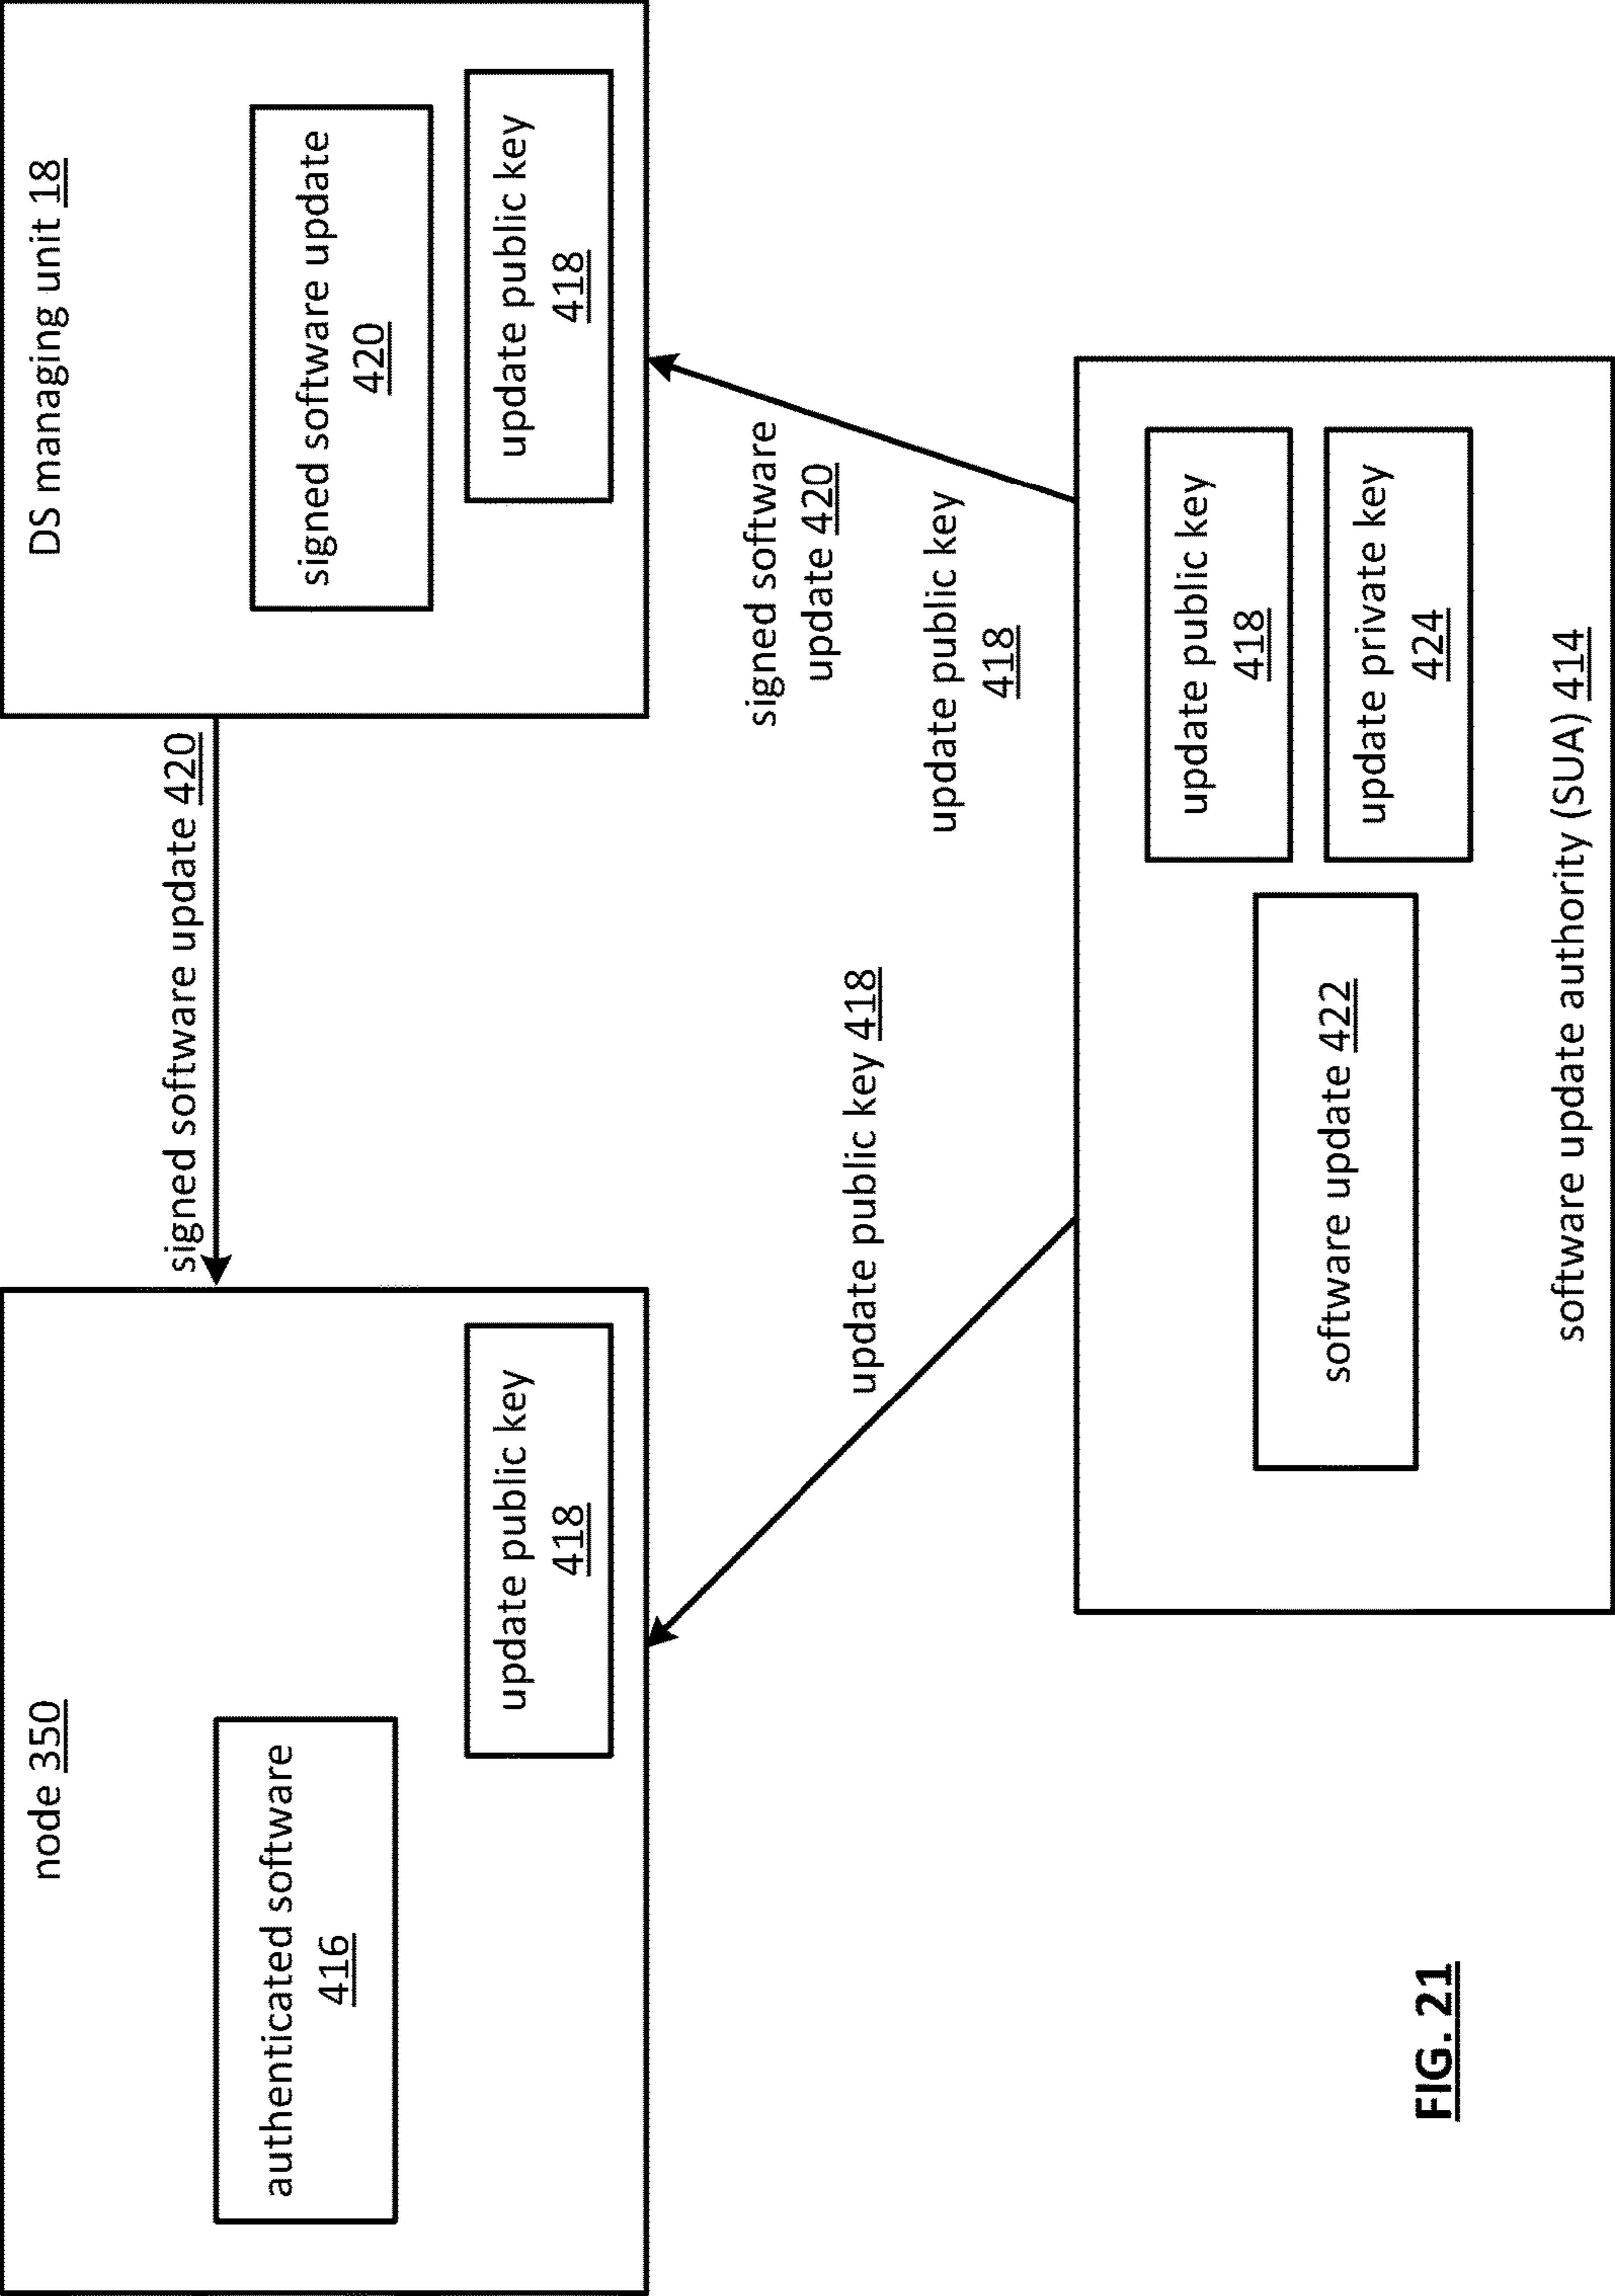 node 350
authenticated software
416
update public key
418
signed software update 420
DS managing unit 18
signed software update
420
update public key
418
update public key 418
signed software
update 420
update public key
418
software update 422
update public key
418
update private key
424
software update authority (SUA) 414
FIG. 21